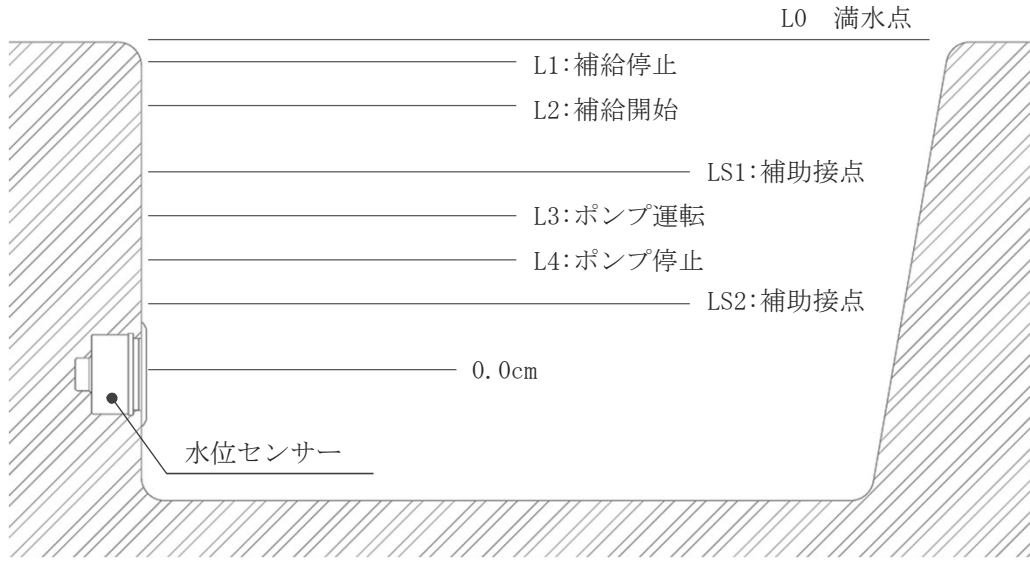 L0　満水点
L1:補給停止
L2:補給開始
LS1:補助接点
L3:ポンプ運転
L4:ポンプ停止
LS2:補助接点
0.0cm
水位センサー